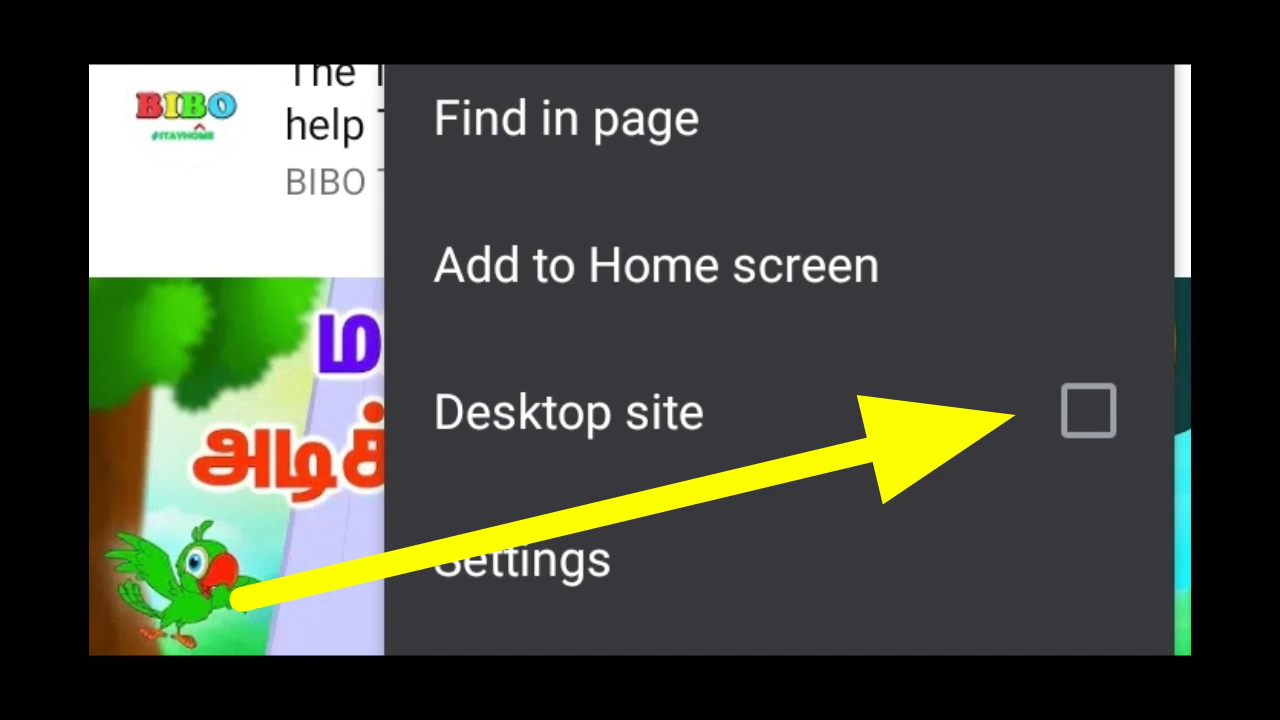 BIBO
#STAYHOME
The
help
BIBO
Find in page
Add to Home screen
Desktop site
Settings
ம
அடிக்